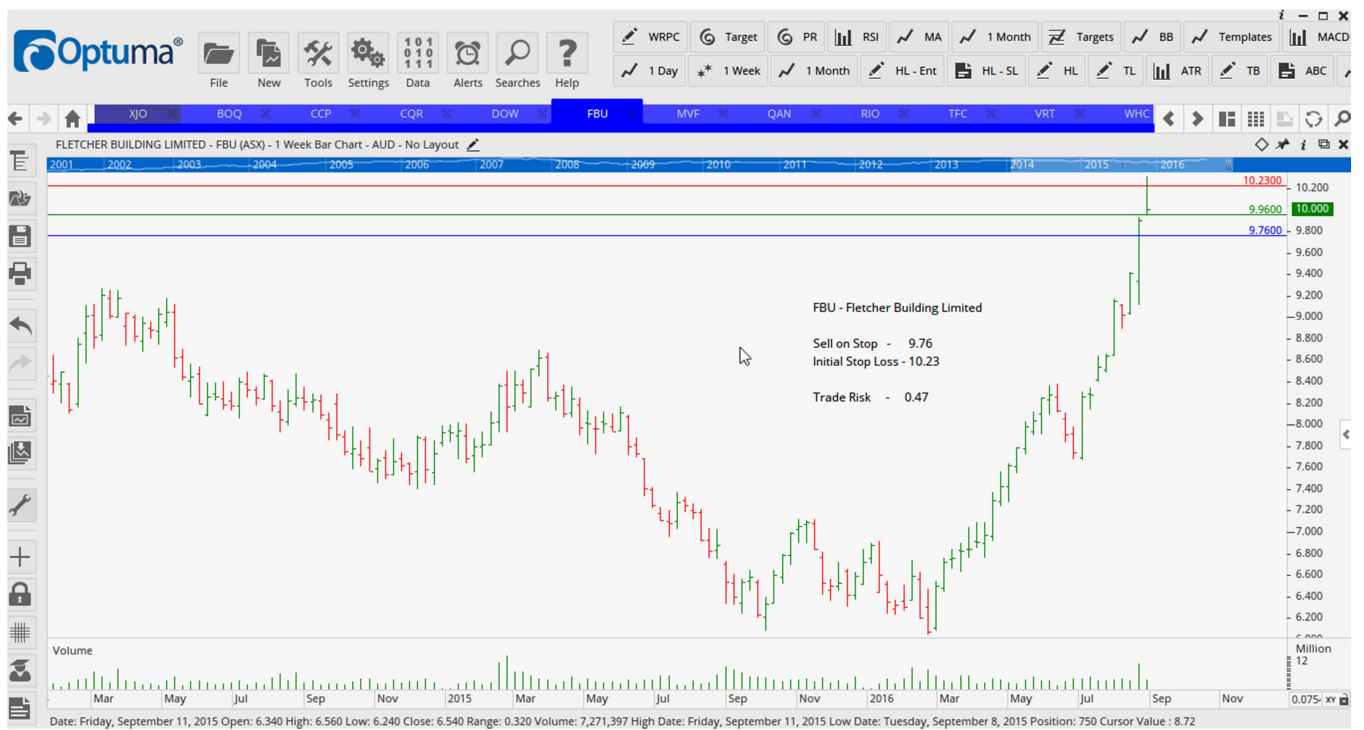 i
Optuma®
File New Tools Settings Data Alerts Searches Help
101
010
111
WRPC Target PR RSI MA 1 Month Targets BB Templates MACD
1 Day 1 Week 1 Month HL - Ent HL - SL HL TL ATR TB ABC
XJO BOQ CCP CQR DOW FBU MVF QAN RIO TFC VRT WHC
FLETCHER BUILDING LIMITED - FBU (ASX) - 1 Week Bar Chart - AUD - No Layout
i
2001 2002 2003 2004 2005 2006 2007 2008 2009 2010 2011 2012 2013 2014 2015 2016
10.2300
10.200
9.9600
10.000
9.7600
9.800
9.600
9.400
9.200
FBU - Fletcher Building Limited
9.000
Sell on Stop - 9.76
8.800
Initial Stop Loss - 10.23
8.600
8.400
Trade Risk - 0.47
8.200
8.000
7.800
7.600
7.400
7.200
7.000
6.800
6.600
6.400
6.200
Volume
Million
12
Mar May Jul Sep Nov 2015 Mar May Jul Sep Nov 2016 Mar May Jul Sep Nov
XY
Date: Friday, September 11, 2015 Open: 6.340 High: 6.560 Low: 6.240 Close: 6.540 Range: 0.320 Volume: 7,271,397 High Date: Friday, September 11, 2015 Low Date: Tuesday, September 8, 2015 Position: 750 Cursor Value : 8.72